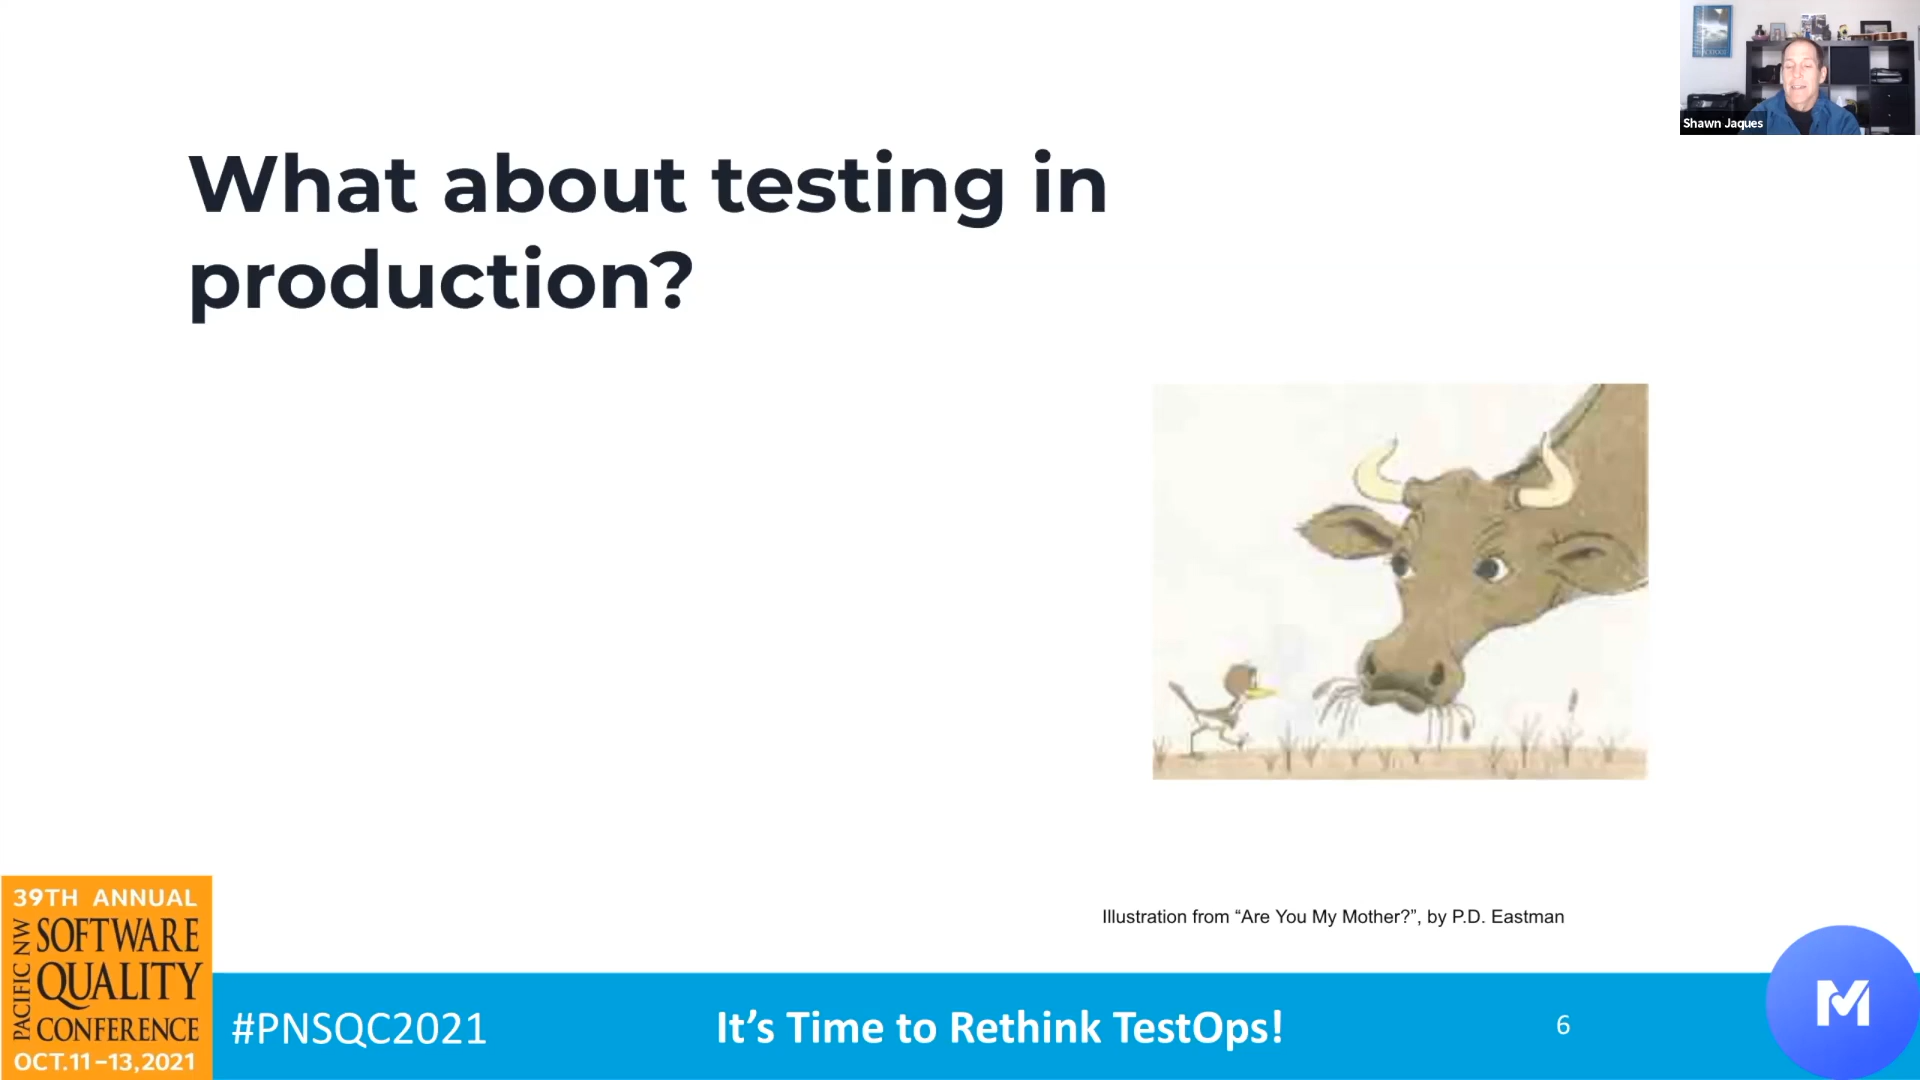 Shawn Jaques
What about testing in
production?
Illustration from “Are You My Mother?”, by P.D. Eastman
39TH ANNUAL
PACIFIC NW
SOFTWARE
QUALITY
CONFERENCE
OCT.11–13,2021
#PNSQC2021
It’s Time to Rethink TestOps!
6